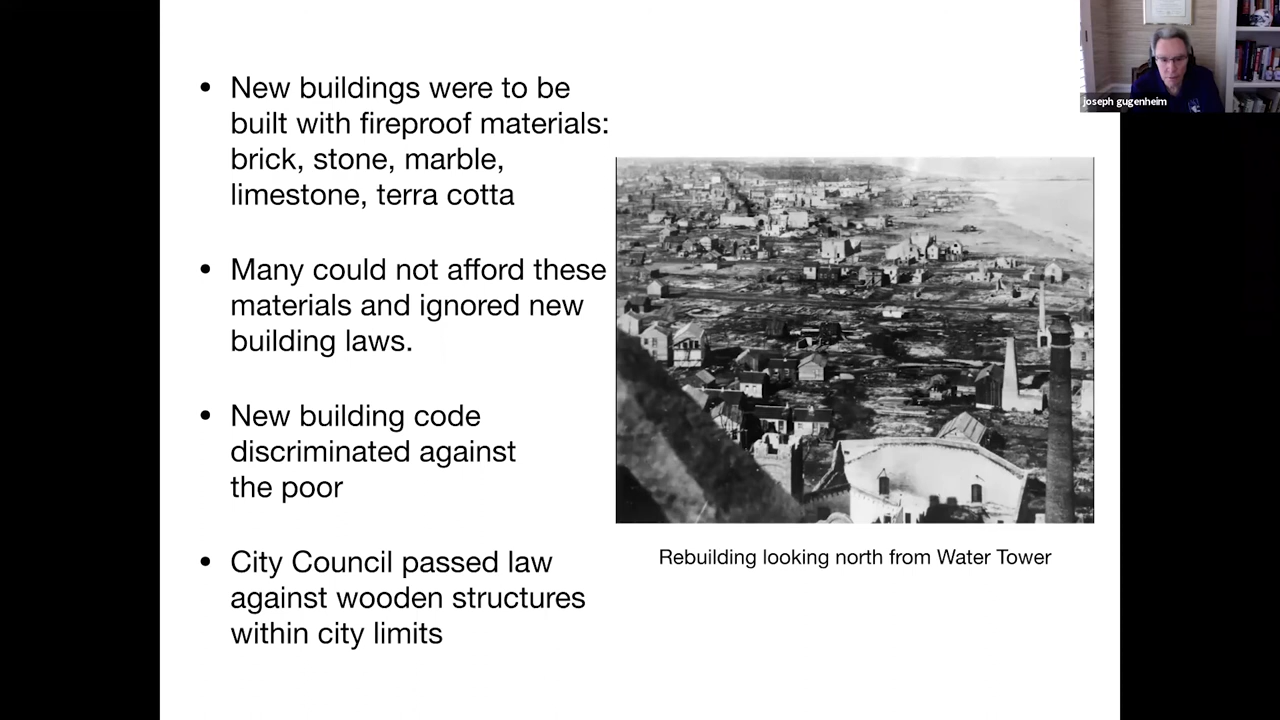 • New buildings were to be
built with fireproof materials:
brick, stone, marble,
limestone, terra cotta
• Many could not afford these
materials and ignored new
building laws.
• New building code
discriminated against
the poor
• City Council passed law
against wooden structures
within city limits
joseph gugenheim
Rebuilding looking north from Water Tower